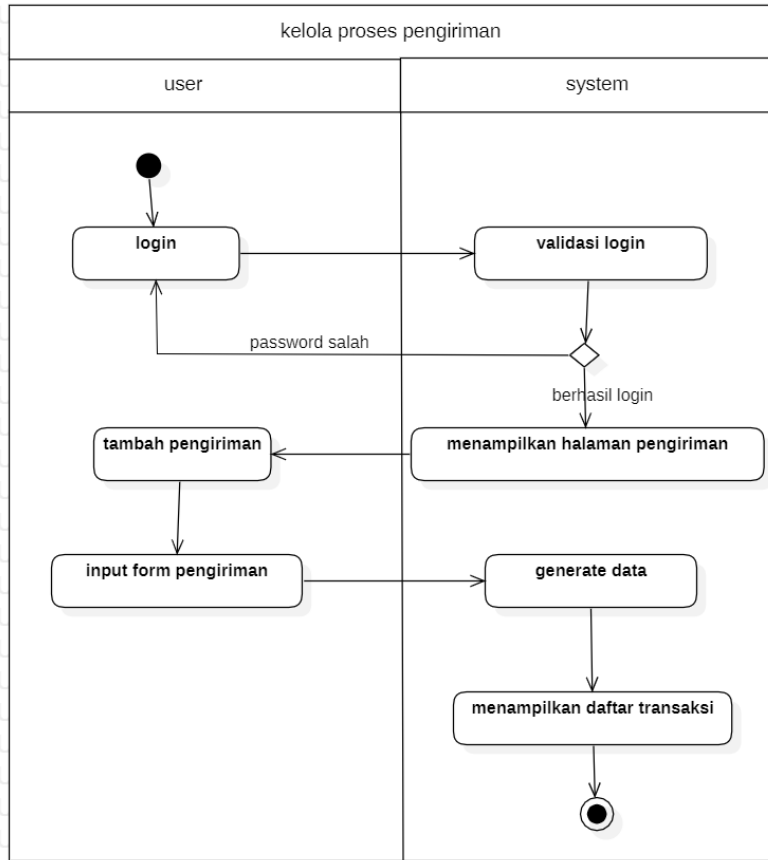 kelola proses pengiriman
user
system
login
validasi login
password salah
berhasil login
tambah pengiriman
menampilkan halaman pengiriman
input form pengiriman
generate data
menampilkan daftar transaksi